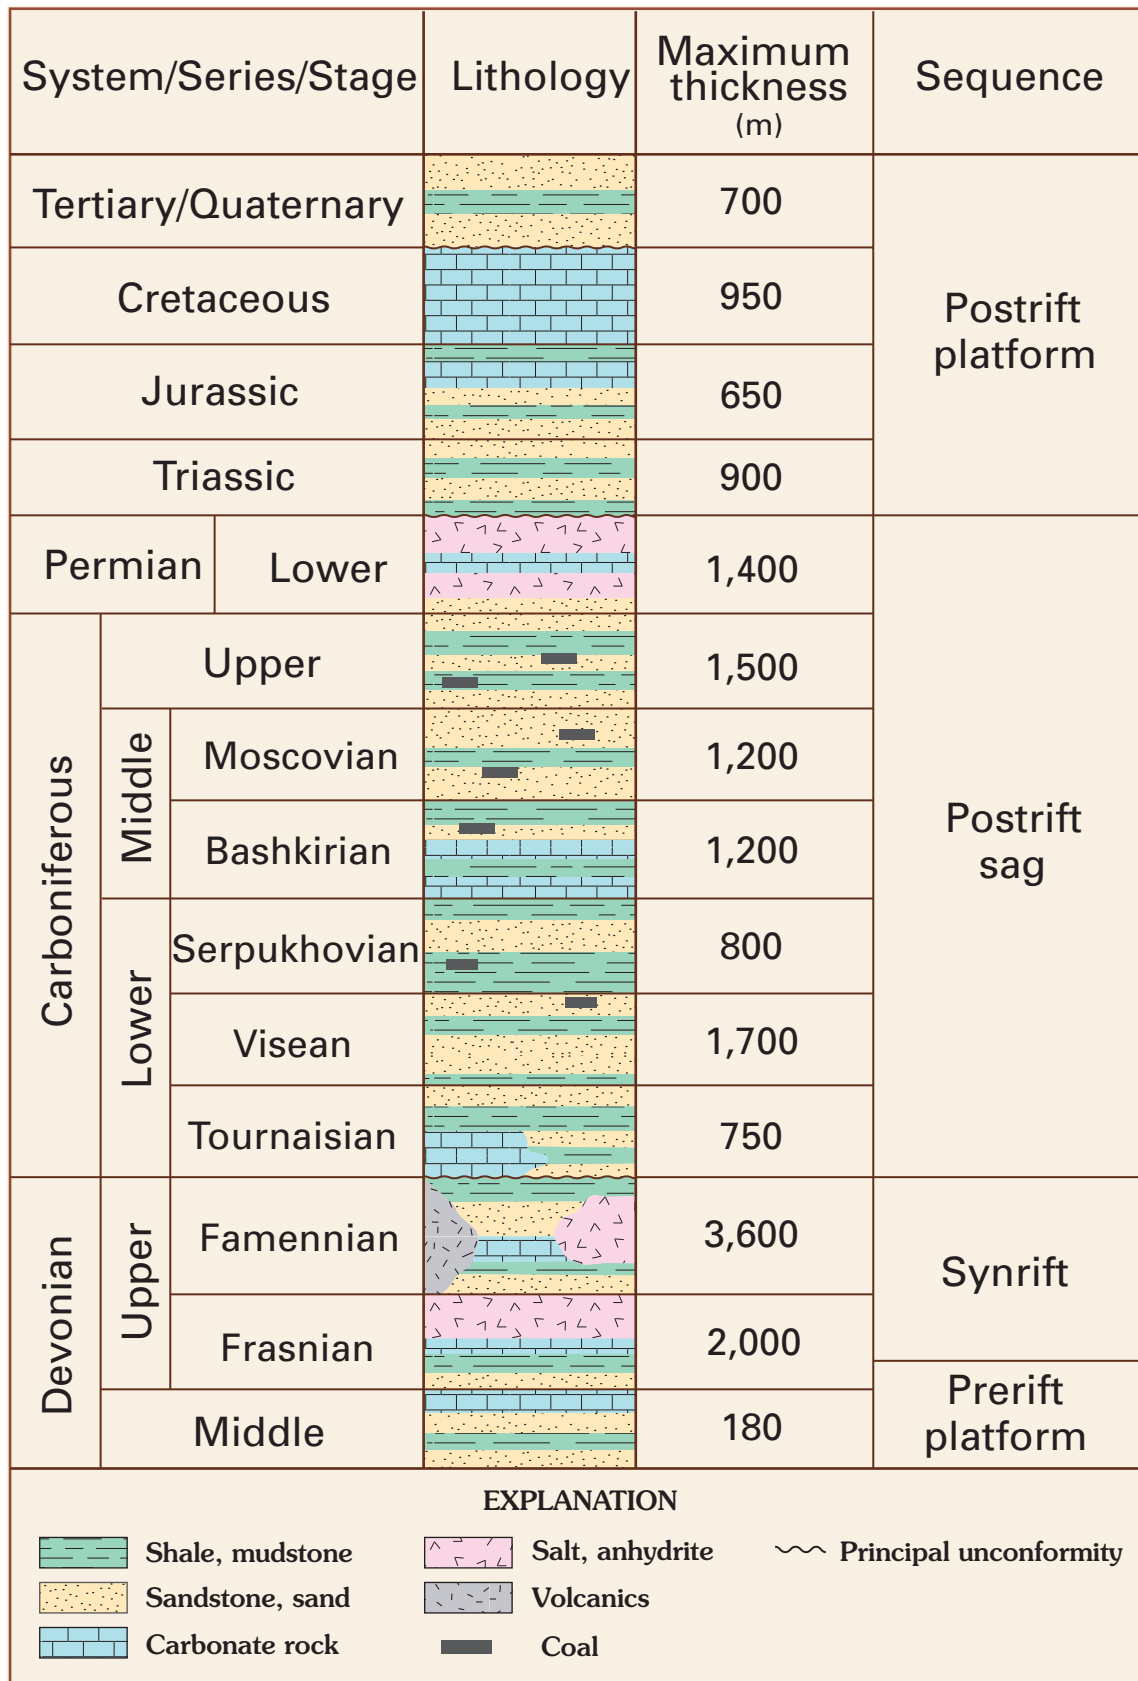 System/Series/Stage
Lithology
Maximum
thickness
(m)
Sequence
Tertiary/Quaternary
700
Cretaceous
950
Jurassic
650
Triassic
900
Postrift
platform
Permian
Lower
1,400
Carboniferous
Upper
1,500
Middle
Moscovian
1,200
Bashkirian
1,200
Lower
Serpukhovian
800
Visean
1,700
Tournaisian
750
Postrift
sag
Devonian
Upper
Famennian
3,600
Frasnian
2,000
Synrift
Middle
180
Prerift
platform
EXPLANATION
Shale, mudstone
Sandstone, sand
Carbonate rock
Salt, anhydrite
Volcanics
Coal
Principal unconformity